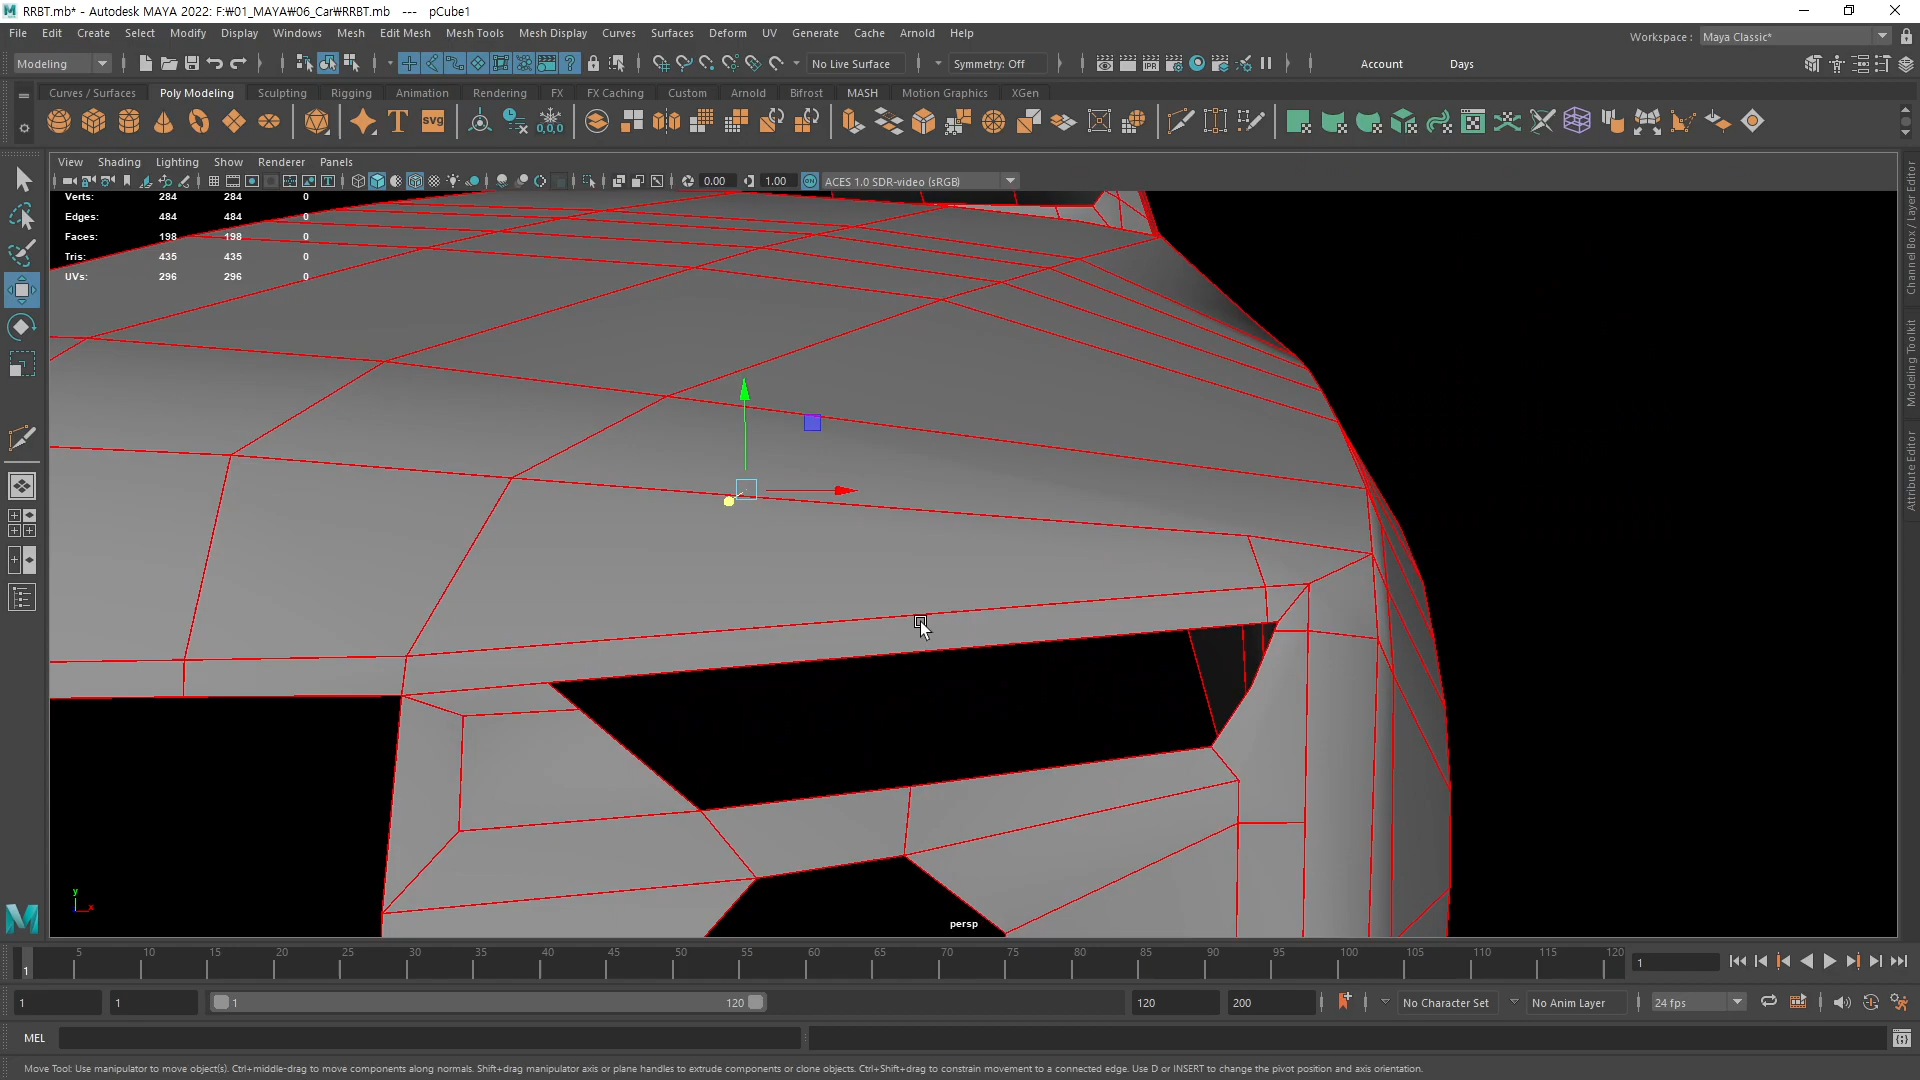 RRBT.mb* - Autodesk MAYA 2022: F:₩01_MAYA₩06_Car₩RRBT.mb --- pCube1
File Edit Create Select Modify Display Windows Mesh Edit Mesh Mesh Tools Mesh Display Curves Surfaces Deform UV Generate Cache Arnold Help
Workspace : Maya Classic*
Modeling No Live Surface Symmetry: Off IPR Account Days
Curves / Surfaces Poly Modeling Sculpting Rigging Animation Rendering FX FX Caching Custom Arnold Bifrost MASH Motion Graphics XGen
T svg 0,0,0
View Shading Lighting Show Renderer Panels
0.00 1.00 ACES 1.0 SDR-video (sRGB)
Verts: 284 284 0
Edges: 484 484 0
Faces: 198 198 0
Tris: 435 435 0
UVs: 296 296 0
Channel Box / Layer Editor
Modeling Toolkit
Attribute Editor
y
x
persp
5 10 15 20 25 30 35 40 45 50 55 60 65 70 75 80 85 90 95 100 105 110 115 120
1 1
1 1 1 120 120 200 No Character Set No Anim Layer 24 fps
MEL
Move Tool: Use manipulator to move object(s). Ctrl+middle-drag to move components along normals. Shift+drag manipulator axis or plane handles to extrude components or clone objects. Ctrl+Shift+drag to constrain movement to a connected edge. Use D or INSERT to change the pivot position and axis orientation.